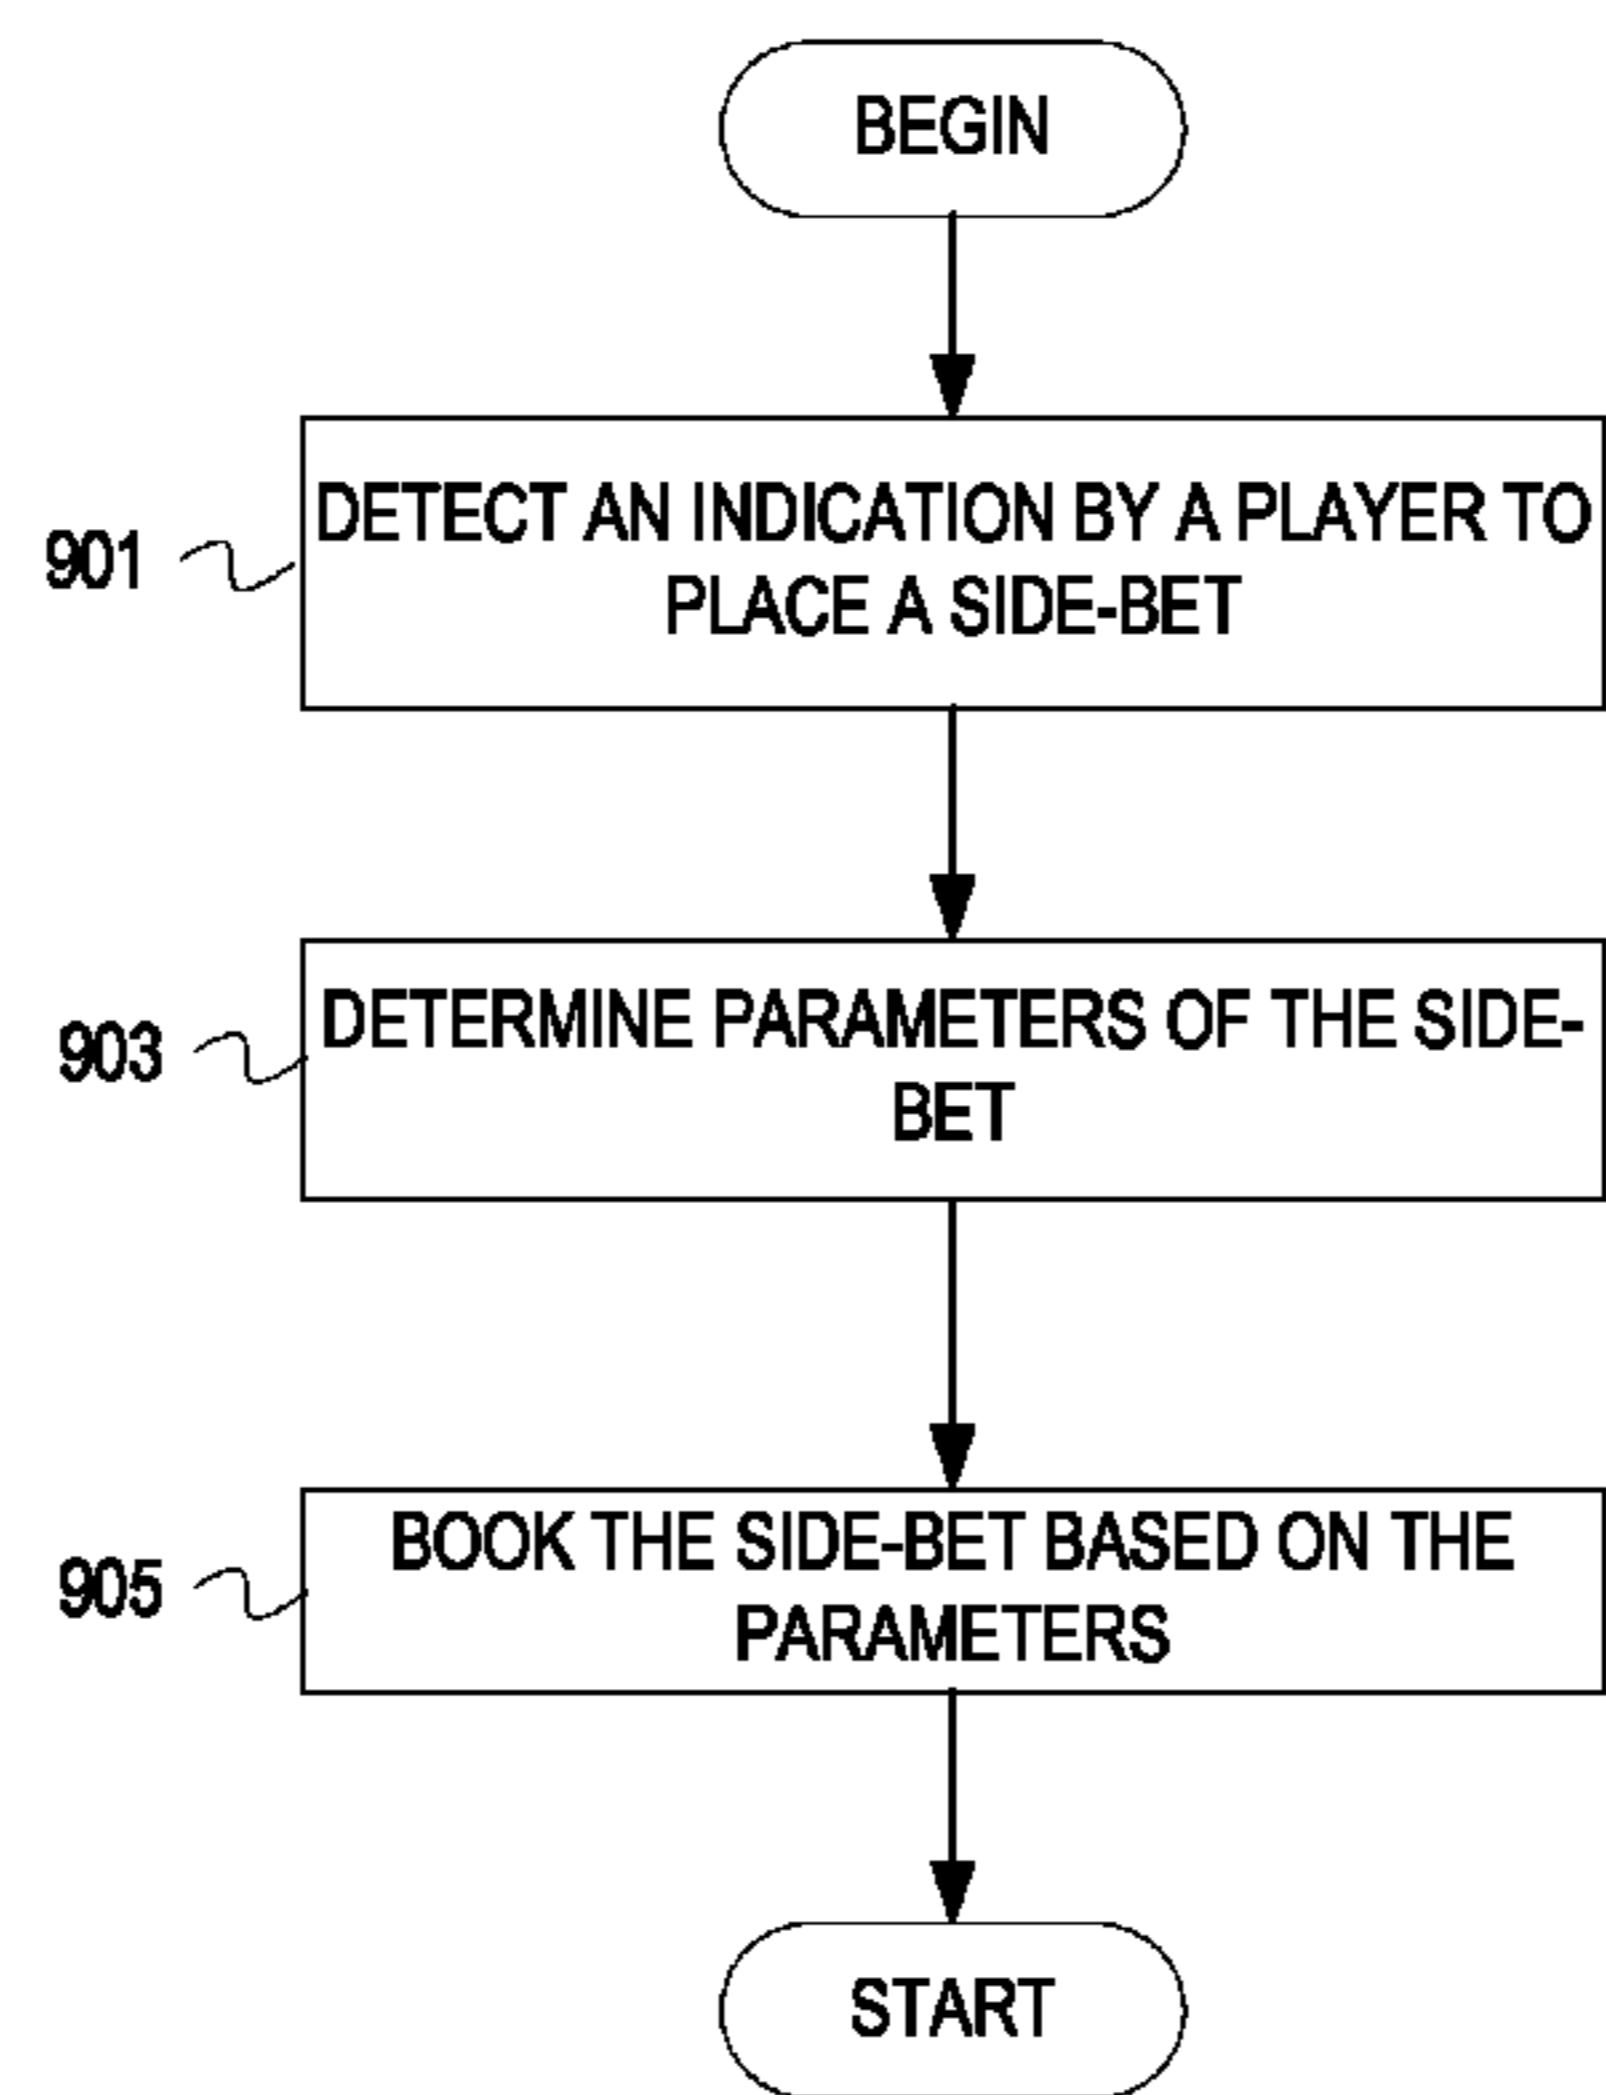 BEGIN
901
DETECT AN INDICATION BY A PLAYER TO
PLACE A SIDE-BET
903
DETERMINE PARAMETERS OF THE SIDE-
BET
905
BOOK THE SIDE-BET BASED ON THE
PARAMETERS
START